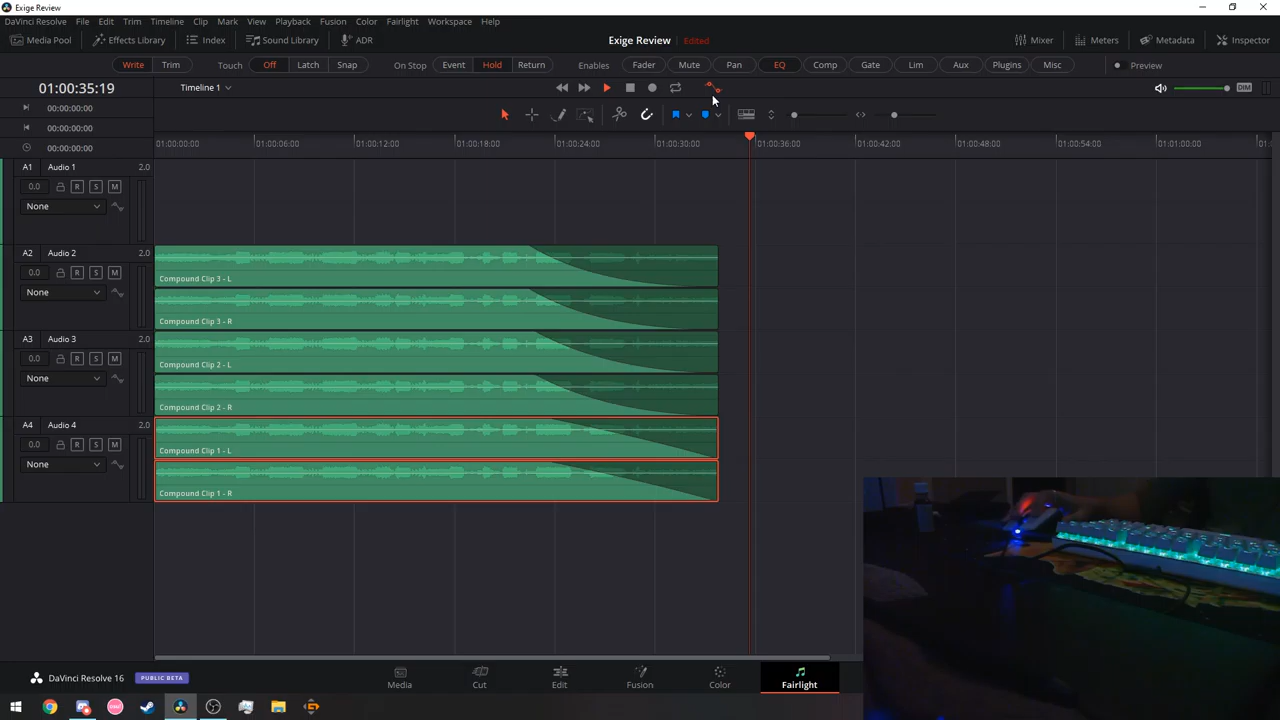 Exige Review
DaVinci Resolve File Edit Trim Timeline Clip Mark View Playback Fusion Color Fairlight Workspace Help
Media Pool Effects Library Index Sound Library ADR Exige Review Edited Mixer Meters Metadata Inspector
Write Trim Touch Off Latch Snap On Stop Event Hold Return Enables Fader Mute Pan EQ Comp Gate Lim Aux Plugins Misc Preview
01:00:35:19 Timeline 1 DIM
00:00:00:00
00:00:00:00
00:00:00:00
01:00:00:00 01:00:06:00 01:00:12:00 01:00:18:00 01:00:24:00 01:00:30:00 01:00:36:00 01:00:42:00 01:00:48:00 01:00:54:00 01:01:00:00
A1 Audio 1 2.0
0.0 R S M
None
A2 Audio 2 2.0
0.0 R S M
None
Compound Clip 3 - L
Compound Clip 3 - R
A3 Audio 3 2.0
0.0 R S M
None
Compound Clip 2 - L
Compound Clip 2 - R
A4 Audio 4 2.0
0.0 R S M
None
Compound Clip 1 - L
Compound Clip 1 - R
DaVinci Resolve 16 PUBLIC BETA Media Cut Edit Fusion Color Fairlight